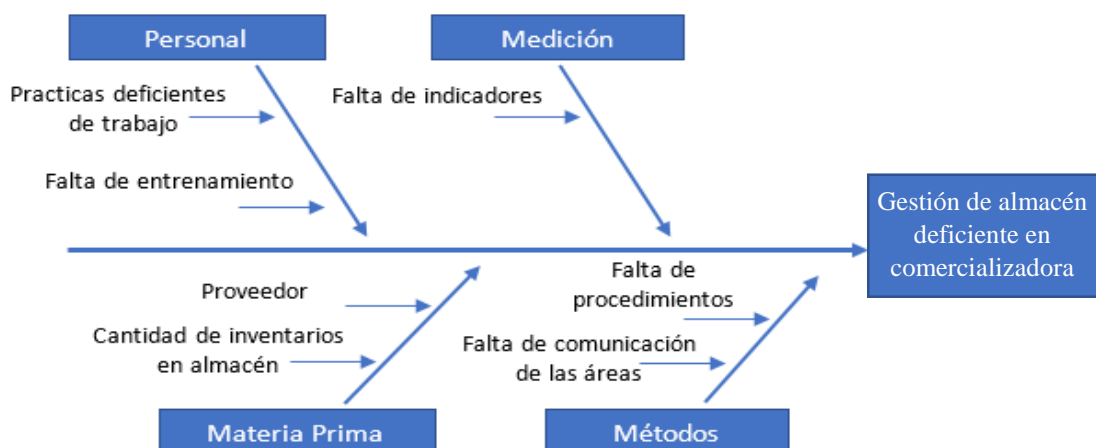 Personal
Medición
Practicas deficientes
de trabajo
Falta de indicadores
Falta de entrenamiento
Gestión de almacén
deficiente en
comercializadora
Proveedor
Cantidad de inventarios
en almacén
Falta de
procedimientos
Falta de comunicación
de las áreas
Materia Prima
Métodos